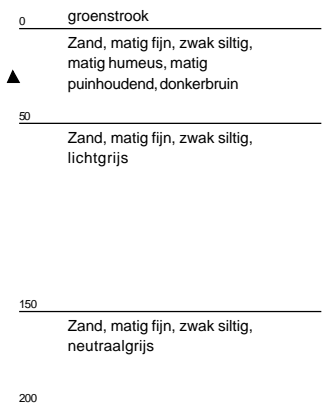 0 groenstrook
Zand, matig fijn, zwak siltig,
matig humeus, matig
puinhoudend, donkerbruin
50
Zand, matig fijn, zwak siltig,
lichtgrijs
150
Zand, matig fijn, zwak siltig,
neutraalgrijs
200